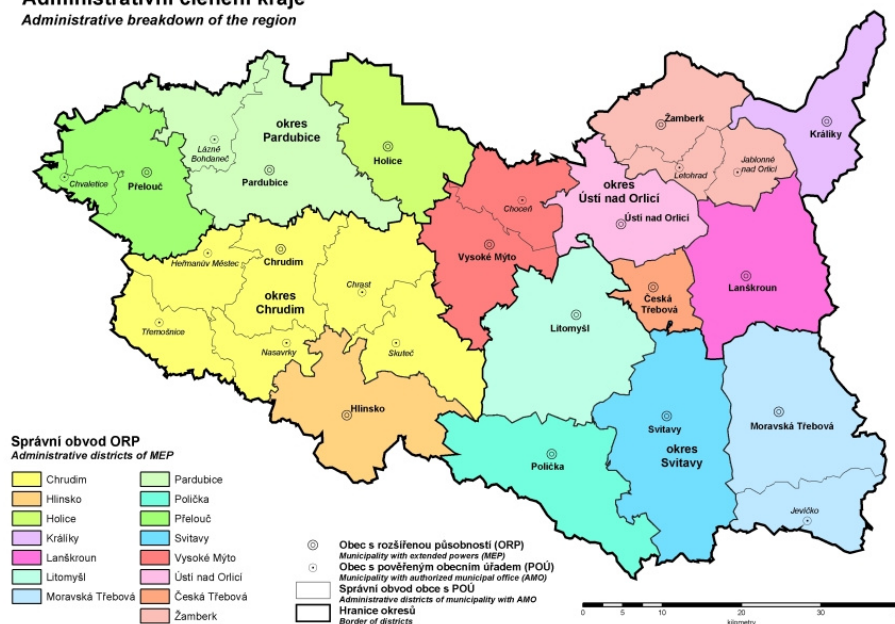 Administrativní členění kraje
Administrative breakdown of the region
okres
Pardubice
Lázně
Bohdaneč
Pardubice
Holice
Chvaletice
Přelouč
Žamberk
Králíky
Letohrad
Jablonné
nad Orlicí
okres
Ústí nad Orlicí
Ústí nad Orlicí
Choceň
Vysoké Mýto
Heřmanův Městec
Chrudim
okres
Chrudim
Chrast
Třemošnice
Nasavrky
Skuteč
Hlinsko
Litomyšl
Česká
Třebová
Lanškroun
Svitavy
okres
Svitavy
Moravská Třebová
Jevíčko
Polička
Správní obvod ORP
Administrative districts of MEP
Chrudim
Hlinsko
Holice
Králíky
Lanškroun
Litomyšl
Moravská Třebová
Pardubice
Polička
Přelouč
Svitavy
Vysoké Mýto
Ústí nad Orlicí
Česká Třebová
Žamberk
Obec s rozšířenou působností (ORP)
Municipality with extended powers (MEP)
Obec s pověřeným obecním úřadem (POÚ)
Municipality with authorized municipal office (AMO)
Správní obvod obce s POÚ
Administrative districts of municipality with AMO
Hranice okresů
Border of districts
0 5 10 20 30
kilometry